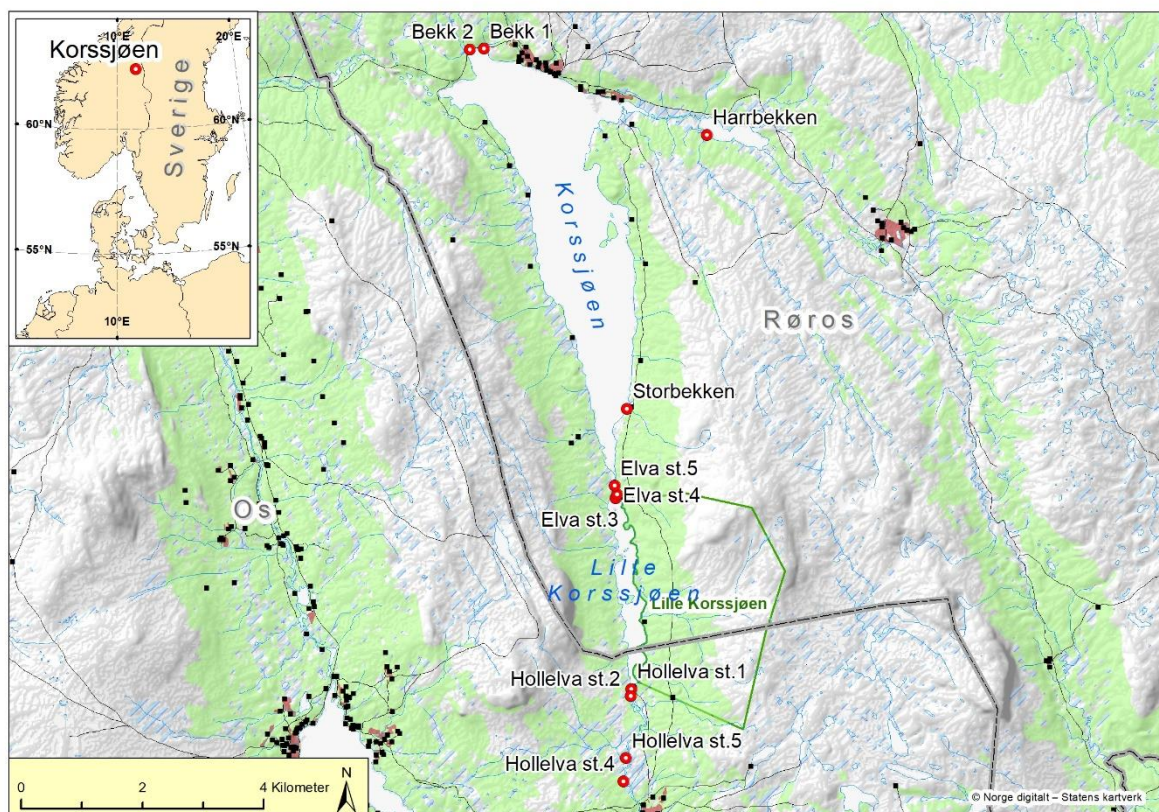 10°E
20°E
Korssjøen
Sverige
60°N
60°N
55°N
55°N
10°E
Bekk 2
Bekk 1
Harrbekken
Korssjøen
Røros
Storbekken
Elva st.5
Elva st.4
Elva st.3
Os
Lille
Korssjøen
Lille Korssjøen
Hollelva st.1
Hollelva st.2
Hollelva st.5
Hollelva st.4
0 2 4 Kilometer
N
© Norge digitalt – Statens kartverk